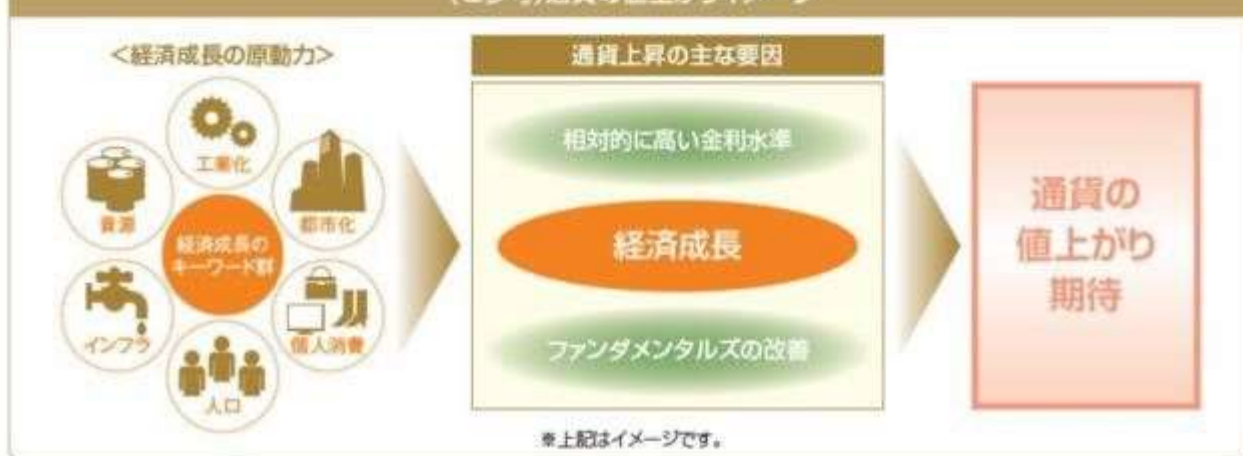 ＜経済成長の原動力＞
工業化
資源
都市化
経済成長の
キーワード群
インフラ
個人消費
人口
通貨上昇の主な要因
相対的に高い金利水準
経済成長
ファンダメンタルズの改善
通貨の
値上がり
期待
※上記はイメージです。